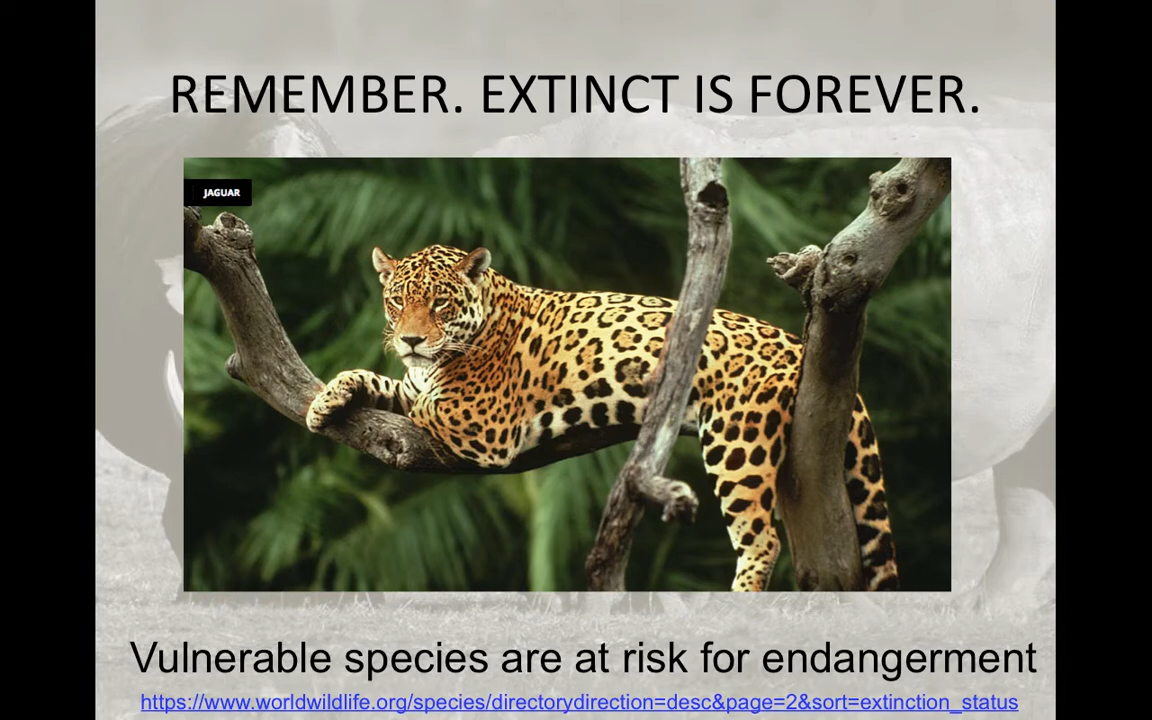 REMEMBER. EXTINCT IS FOREVER.
JAGUAR
Vulnerable species are at risk for endangerment
https://www.worldwildlife.org/species/directorydirection=desc&page=2&sort=extinction_status